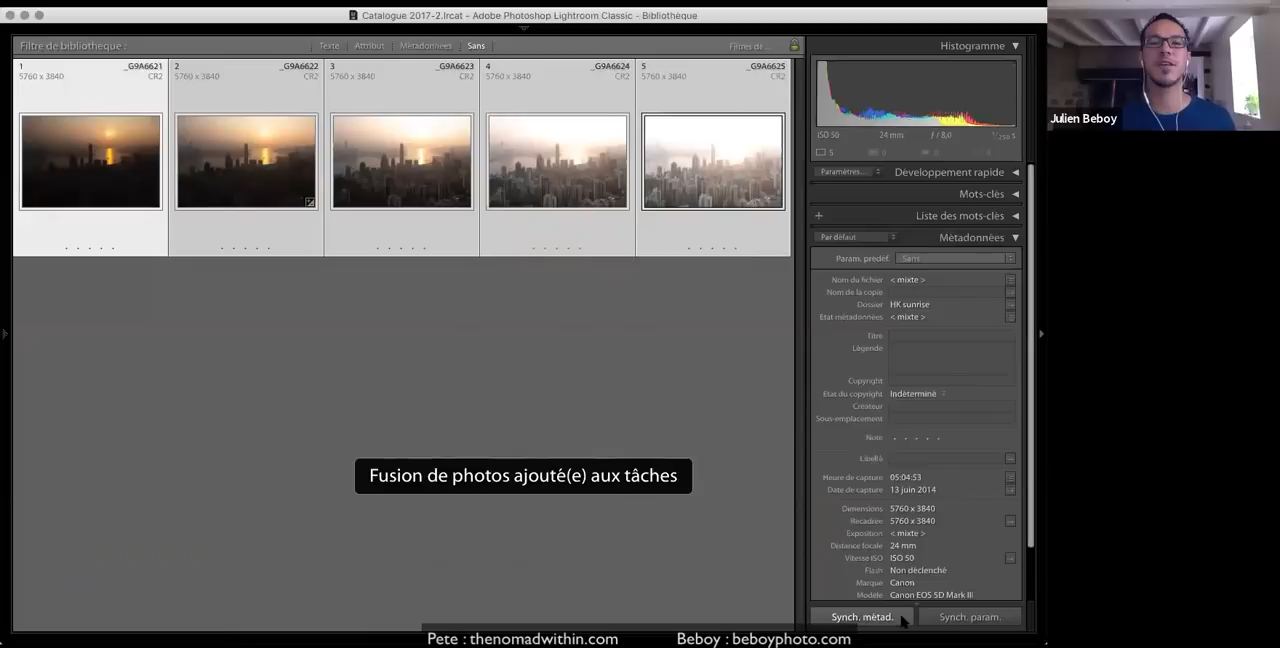 Catalogue 2017-2.lrcat - Adobe Photoshop Lightroom Classic - Bibliothèque
Filtre de bibliothèque :
Texte
Attribut
Métadonnées
Sans
Filtres de ...
1
_G9A6621
5760 x 3840
CR2
2
_G9A6622
5760 x 3840
CR2
3
_G9A6623
5760 x 3840
CR2
4
_G9A6624
5760 x 3840
CR2
5
_G9A6625
5760 x 3840
CR2
Fusion de photos ajouté(e) aux tâches
Histogramme
ISO 50
24 mm
ƒ / 8,0
5
Paramètres...
Développement rapide
Mots-clés
Liste des mots-clés
Par défaut
Métadonnées
Param. prédéf.
Sans
Nom du fichier < mixte >
Nom de la copie
Dossier HK sunrise
Etat métadonnées < mixte >
Titre
Légende
Copyright
Etat du copyright Indéterminé
Créateur
Sous-emplacement
Note
Libellé
Heure de capture 05:04:53
Date de capture 13 juin 2014
Dimensions 5760 x 3840
Recadrée 5760 x 3840
Exposition < mixte >
Distance focale 24 mm
Vitesse ISO ISO 50
Flash Non déclenché
Marque Canon
Modèle Canon EOS 5D Mark III
Synch. métad.
Synch. param.
Julien Beboy
Pete : thenomadwithin.com
Beboy : beboyphoto.com